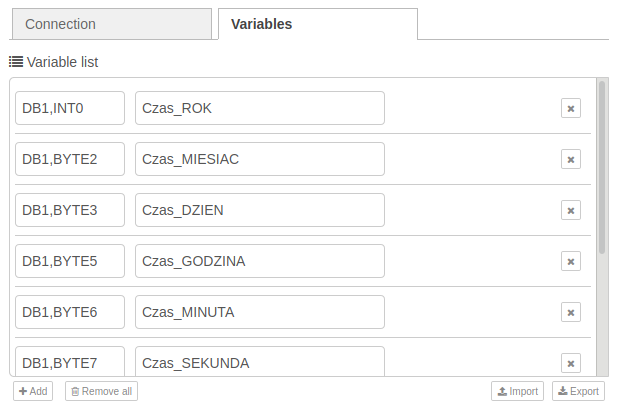 Connection Variables
Variable list
DB1,INT0 Czas_ROK
DB1,BYTE2 Czas_MIESIAC
DB1,BYTE3 Czas_DZIEN
DB1,BYTE5 Czas_GODZINA
DB1,BYTE6 Czas_MINUTA
DB1,BYTE7 Czas_SEKUNDA
Add Remove all Import Export